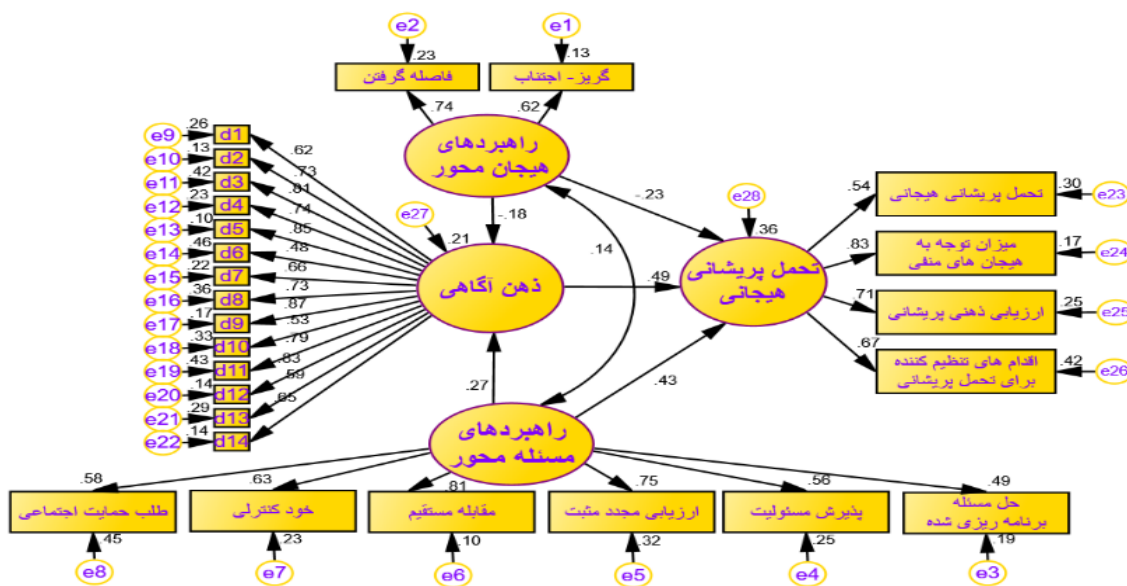 e2
e1
.23
.13
فاصله گرفتن
گریز- اجتناب
.74
.62
راهبردهای
هیجان محور
e9
.26
d1
.62
e10
.13
d2
.73
e11
.42
d3
.81
e12
.23
d4
.74
e13
.10
d5
.85
e14
.46
d6
.48
e15
.22
d7
.66
e16
.36
d8
.73
e17
.17
d9
.87
e18
.33
d10
.53
e19
.43
d11
.79
e20
.14
d12
.83
e21
.29
d13
.59
e22
.14
d14
.65
e27
.21
ذهن آگاهی
-.18
-.23
.14
.49
.27
.43
e28
.36
تحمل پریشانی
هیجانی
.54
تحمل پریشانی هیجانی
.30
e23
.83
میزان توجه به
هیجان های منفی
.17
e24
.71
ارزیابی ذهنی پریشانی
.25
e25
.67
اقدام های تنظیم کننده
برای تحمل پریشانی
.42
e26
راهبردهای
مسئله محور
.58
.63
.81
.75
.56
.49
طلب حمایت اجتماعی
خود کنترلی
مقابله مستقیم
ارزیابی مجدد مثبت
پذیرش مسئولیت
حل مسئله
برنامه ریزی شده
.45
.23
.10
.32
.25
.19
e8
e7
e6
e5
e4
e3